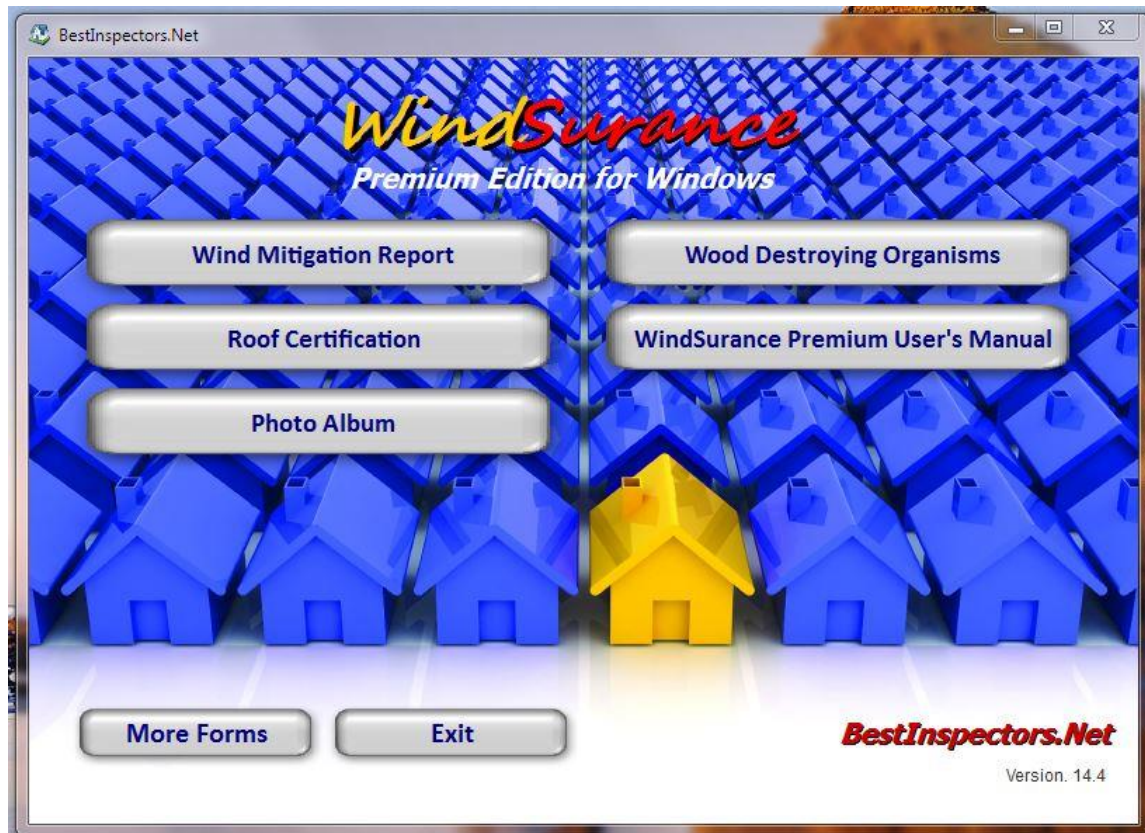 BestInspectors.Net
WindSurance
Premium Edition for Windows
Wind Mitigation Report
Wood Destroying Organisms
Roof Certification
WindSurance Premium User's Manual
Photo Album
More Forms
Exit
BestInspectors.Net
Version. 14.4